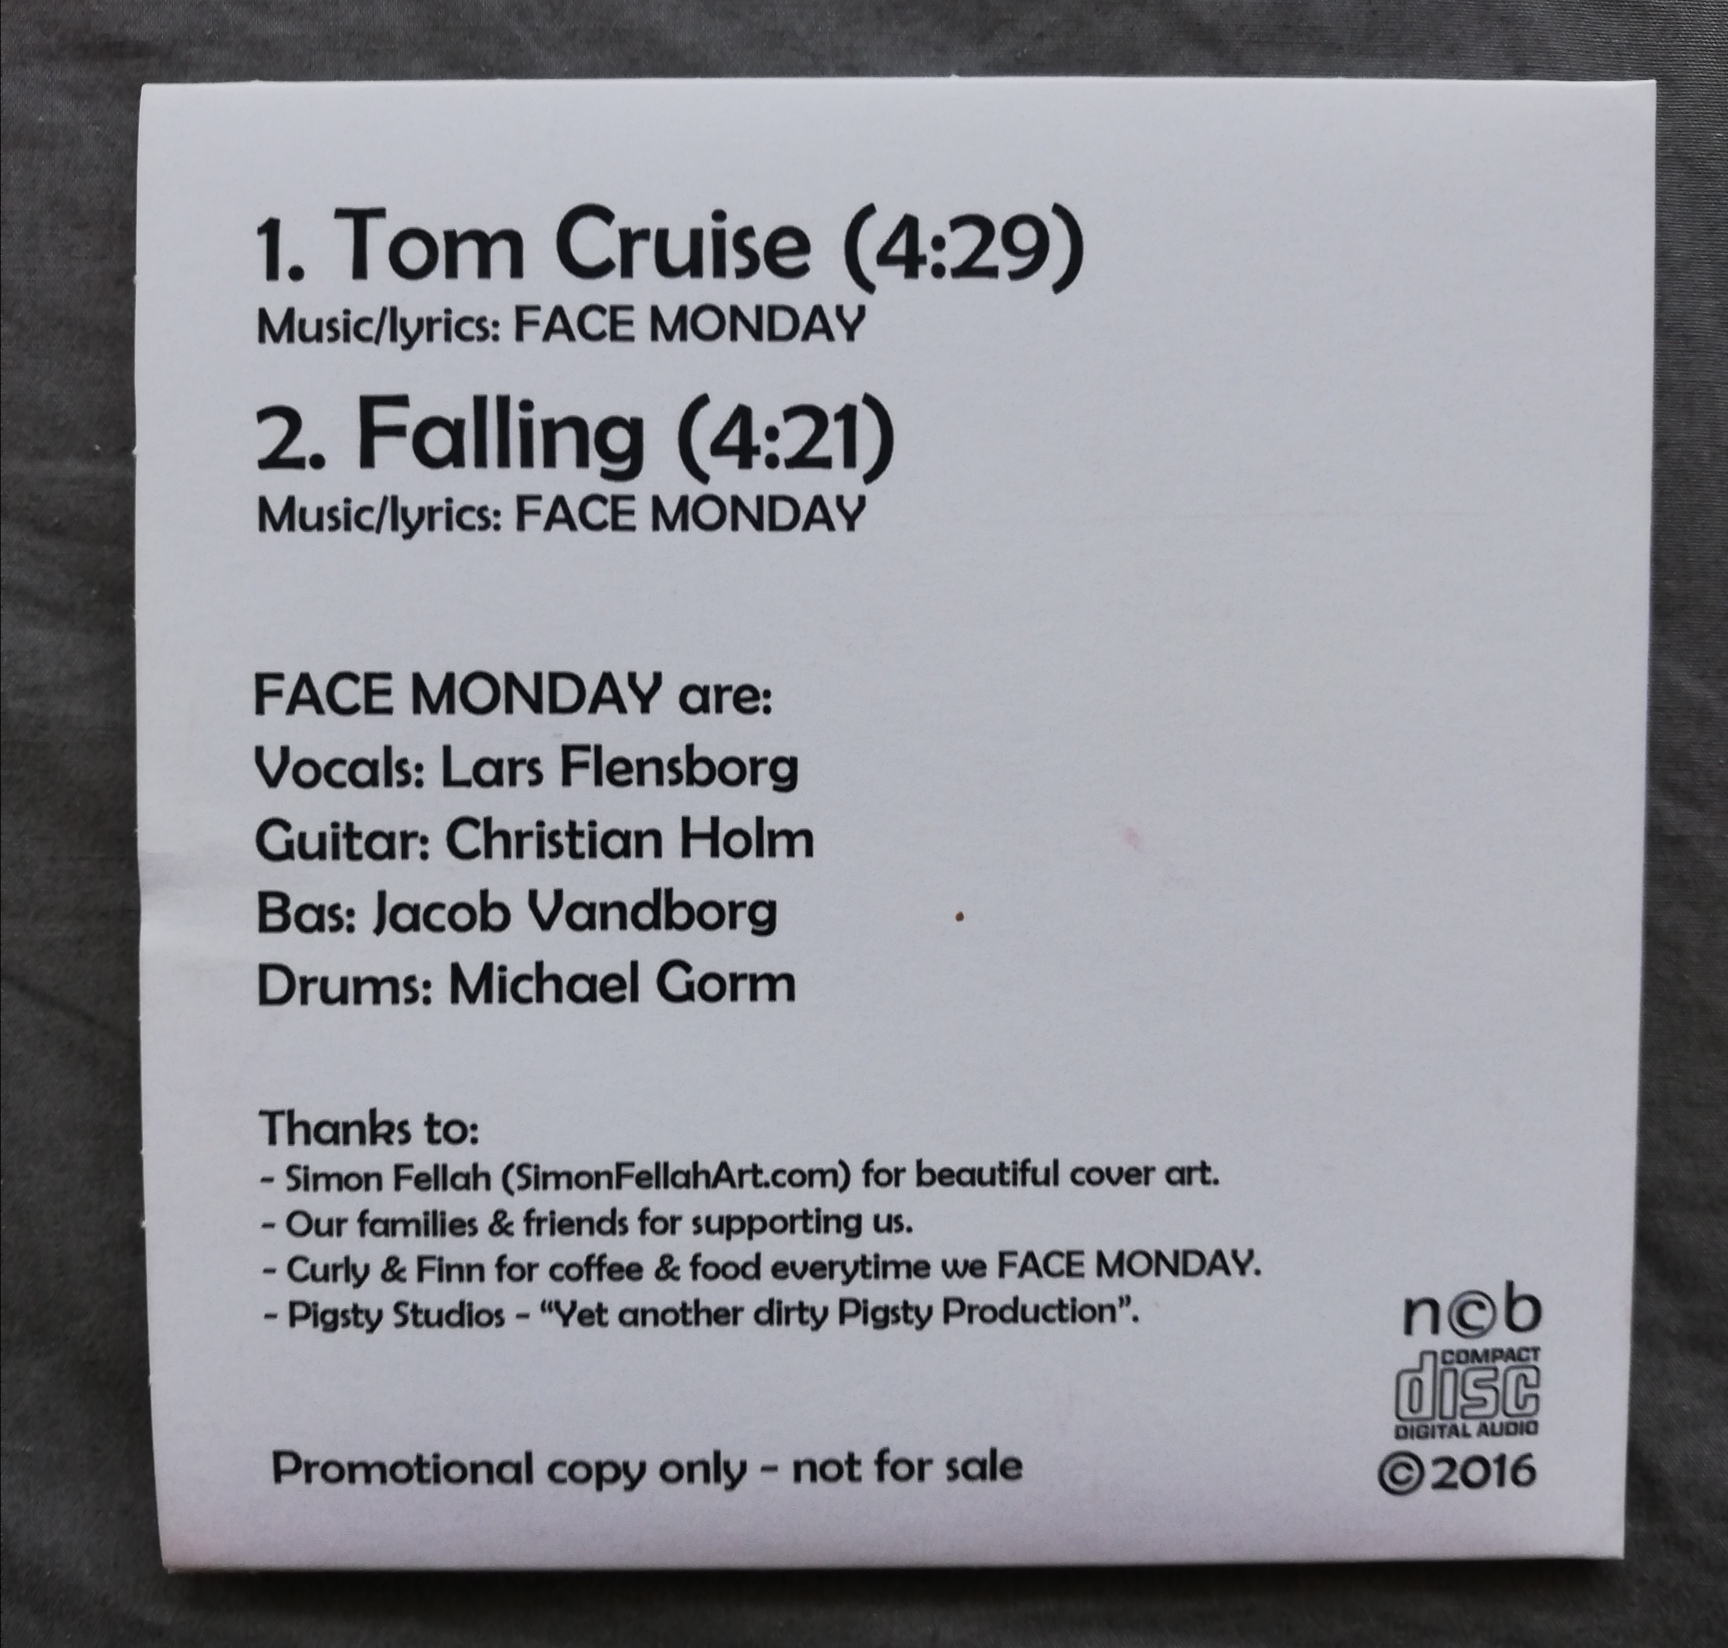 1. Tom Cruise (4:29)
Music/lyrics: FACE MONDAY
2. Falling (4:21)
Music/lyrics: FACE MONDAY
FACE MONDAY are:
Vocals: Lars Flensborg
Guitar: Christian Holm
Bas: Jacob Vandborg
Drums: Michael Gorm
Thanks to:
- Simon Fellah (SimonFellahArt.com) for beautiful cover art.
- Our families & friends for supporting us.
- Curly & Finn for coffee & food everytime we FACE MONDAY.
- Pigsty Studios - “Yet another dirty Pigsty Production”.
n©b
COMPACT
disc
DIGITAL AUDIO
Promotional copy only - not for sale
©2016